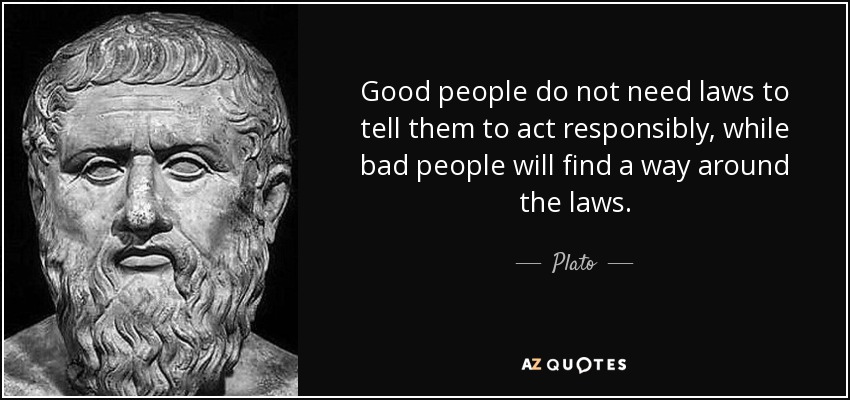 Good people do not need laws to
tell them to act responsibly, while
bad people will find a way around
the laws.
Plato
AZ QUOTES